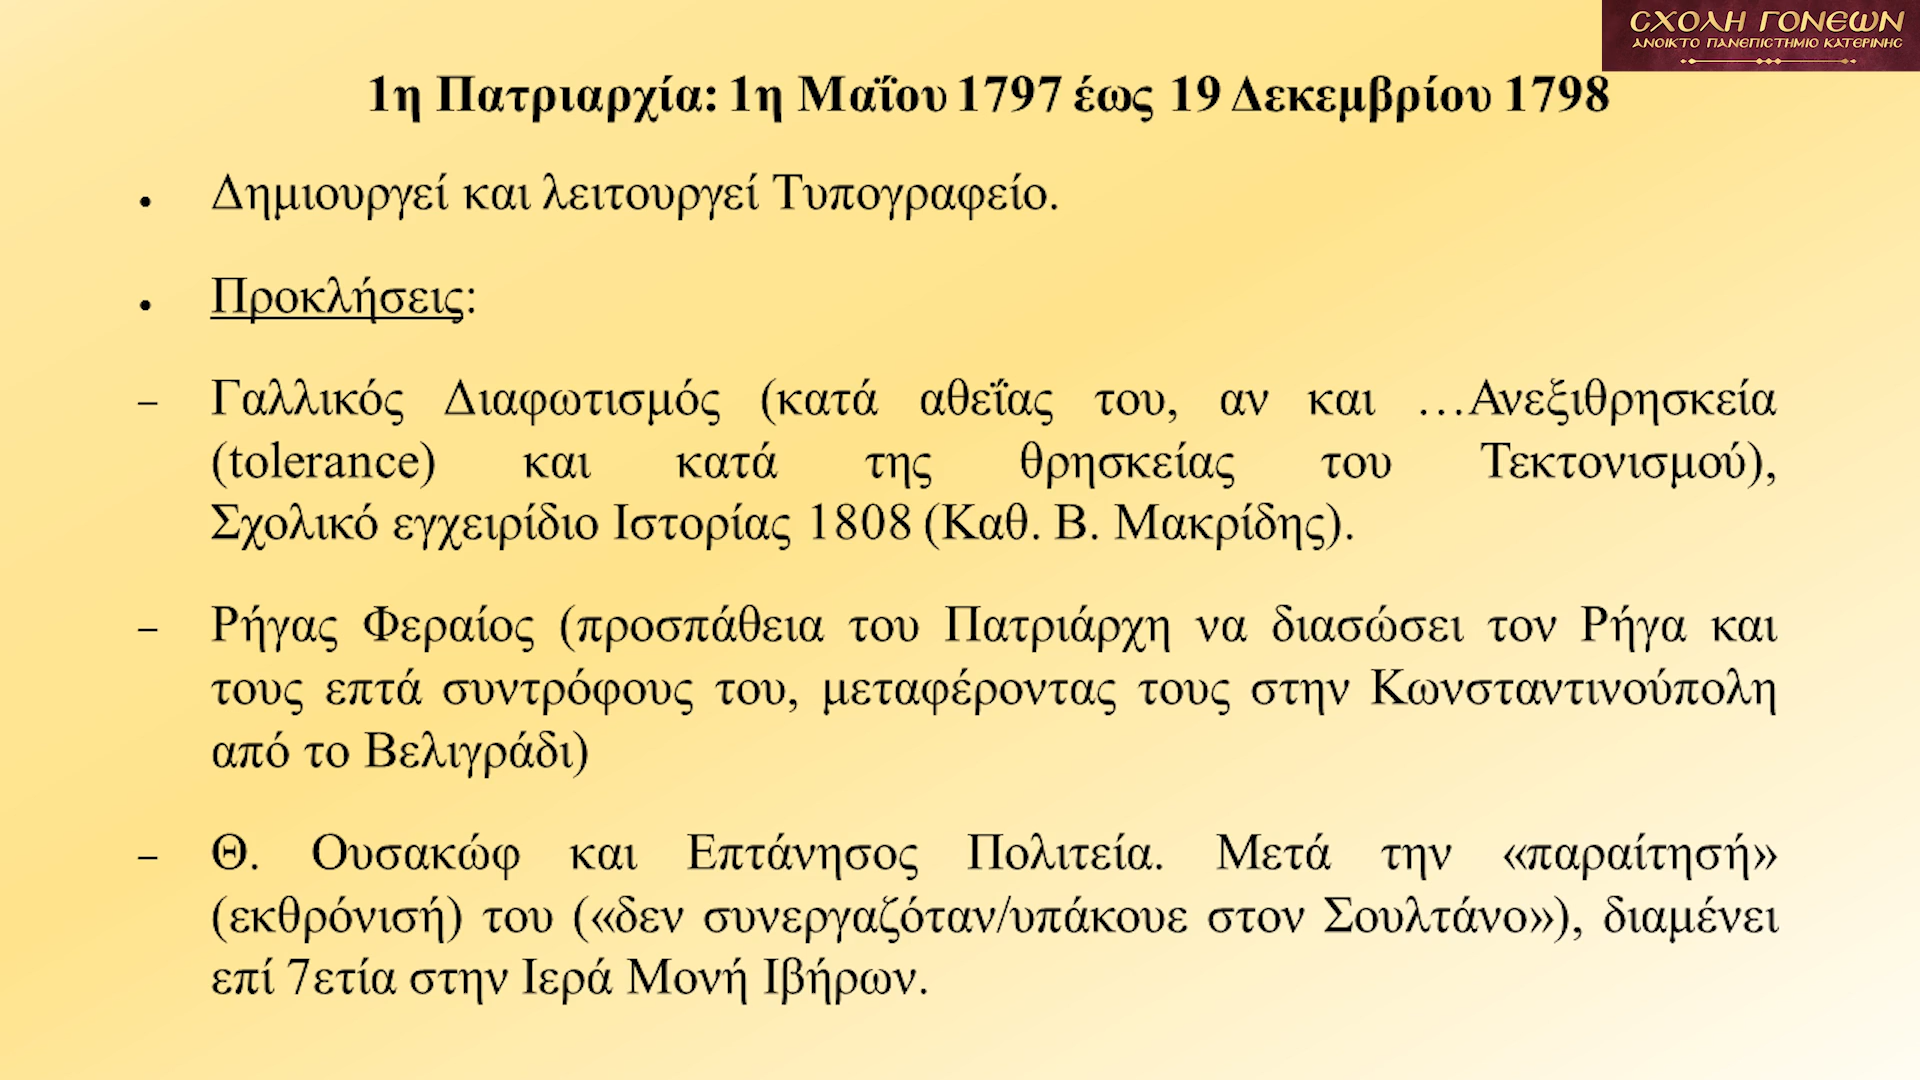 ΣΧΟΛΗ ΓΟΝΕΩΝ
ΑΝΟΙΚΤΟ ΠΑΝΕΠΙΣΤΗΜΙΟ ΚΑΤΕΡΙΝΗΣ
1η Πατριαρχία: 1η Μαΐου 1797 έως 19 Δεκεμβρίου 1798
• Δημιουργεί και λειτουργεί Τυπογραφείο.
• Προκλήσεις:
– Γαλλικός Διαφωτισμός (κατά αθεΐας του, αν και …Ανεξιθρησκεία
(tolerance) και κατά της θρησκείας του Τεκτονισμού),
Σχολικό εγχειρίδιο Ιστορίας 1808 (Καθ. Β. Μακρίδης).
– Ρήγας Φεραίος (προσπάθεια του Πατριάρχη να διασώσει τον Ρήγα και
τους επτά συντρόφους του, μεταφέροντας τους στην Κωνσταντινούπολη
από το Βελιγράδι)
– Θ. Ουσακώφ και Επτάνησος Πολιτεία. Μετά την «παραίτησή»
(εκθρόνισή) του («δεν συνεργαζόταν/υπάκουε στον Σουλτάνο»), διαμένει
επί 7ετία στην Ιερά Μονή Ιβήρων.